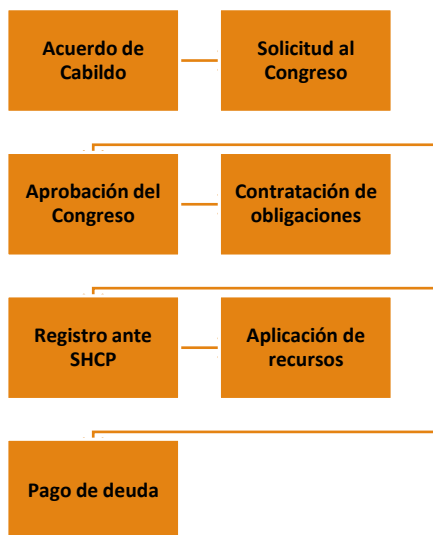 Acuerdo de
Cabildo
Solicitud al
Congreso
Aprobación del
Congreso
Contratación de
obligaciones
Registro ante
SHCP
Aplicación de
recursos
Pago de deuda